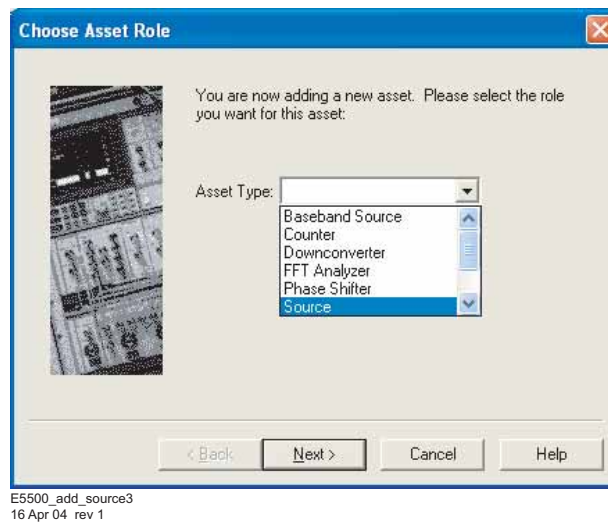 Choose Asset Role
You are now adding a new asset. Please select the role
you want for this asset:
Asset Type:
Baseband Source
Counter
Downconverter
FFT Analyzer
Phase Shifter
Source
< Back
Next >
Cancel
Help
E5500_add_source3
16 Apr 04 rev 1